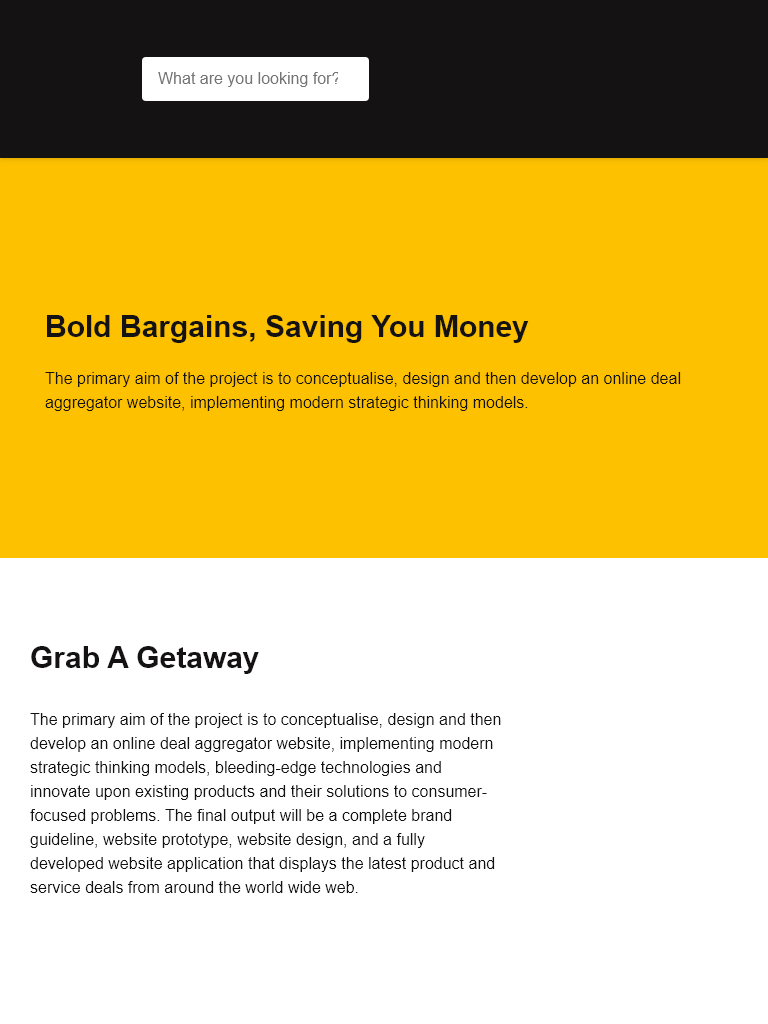 What are you looking for?
Bold Bargains, Saving You Money
The primary aim of the project is to conceptualise, design and then develop an online deal
aggregator website, implementing modern strategic thinking models.
Grab A Getaway
The primary aim of the project is to conceptualise, design and then
develop an online deal aggregator website, implementing modern
strategic thinking models, bleeding-edge technologies and
innovate upon existing products and their solutions to consumer-
focused problems. The final output will be a complete brand
guideline, website prototype, website design, and a fully
developed website application that displays the latest product and
service deals from around the world wide web.